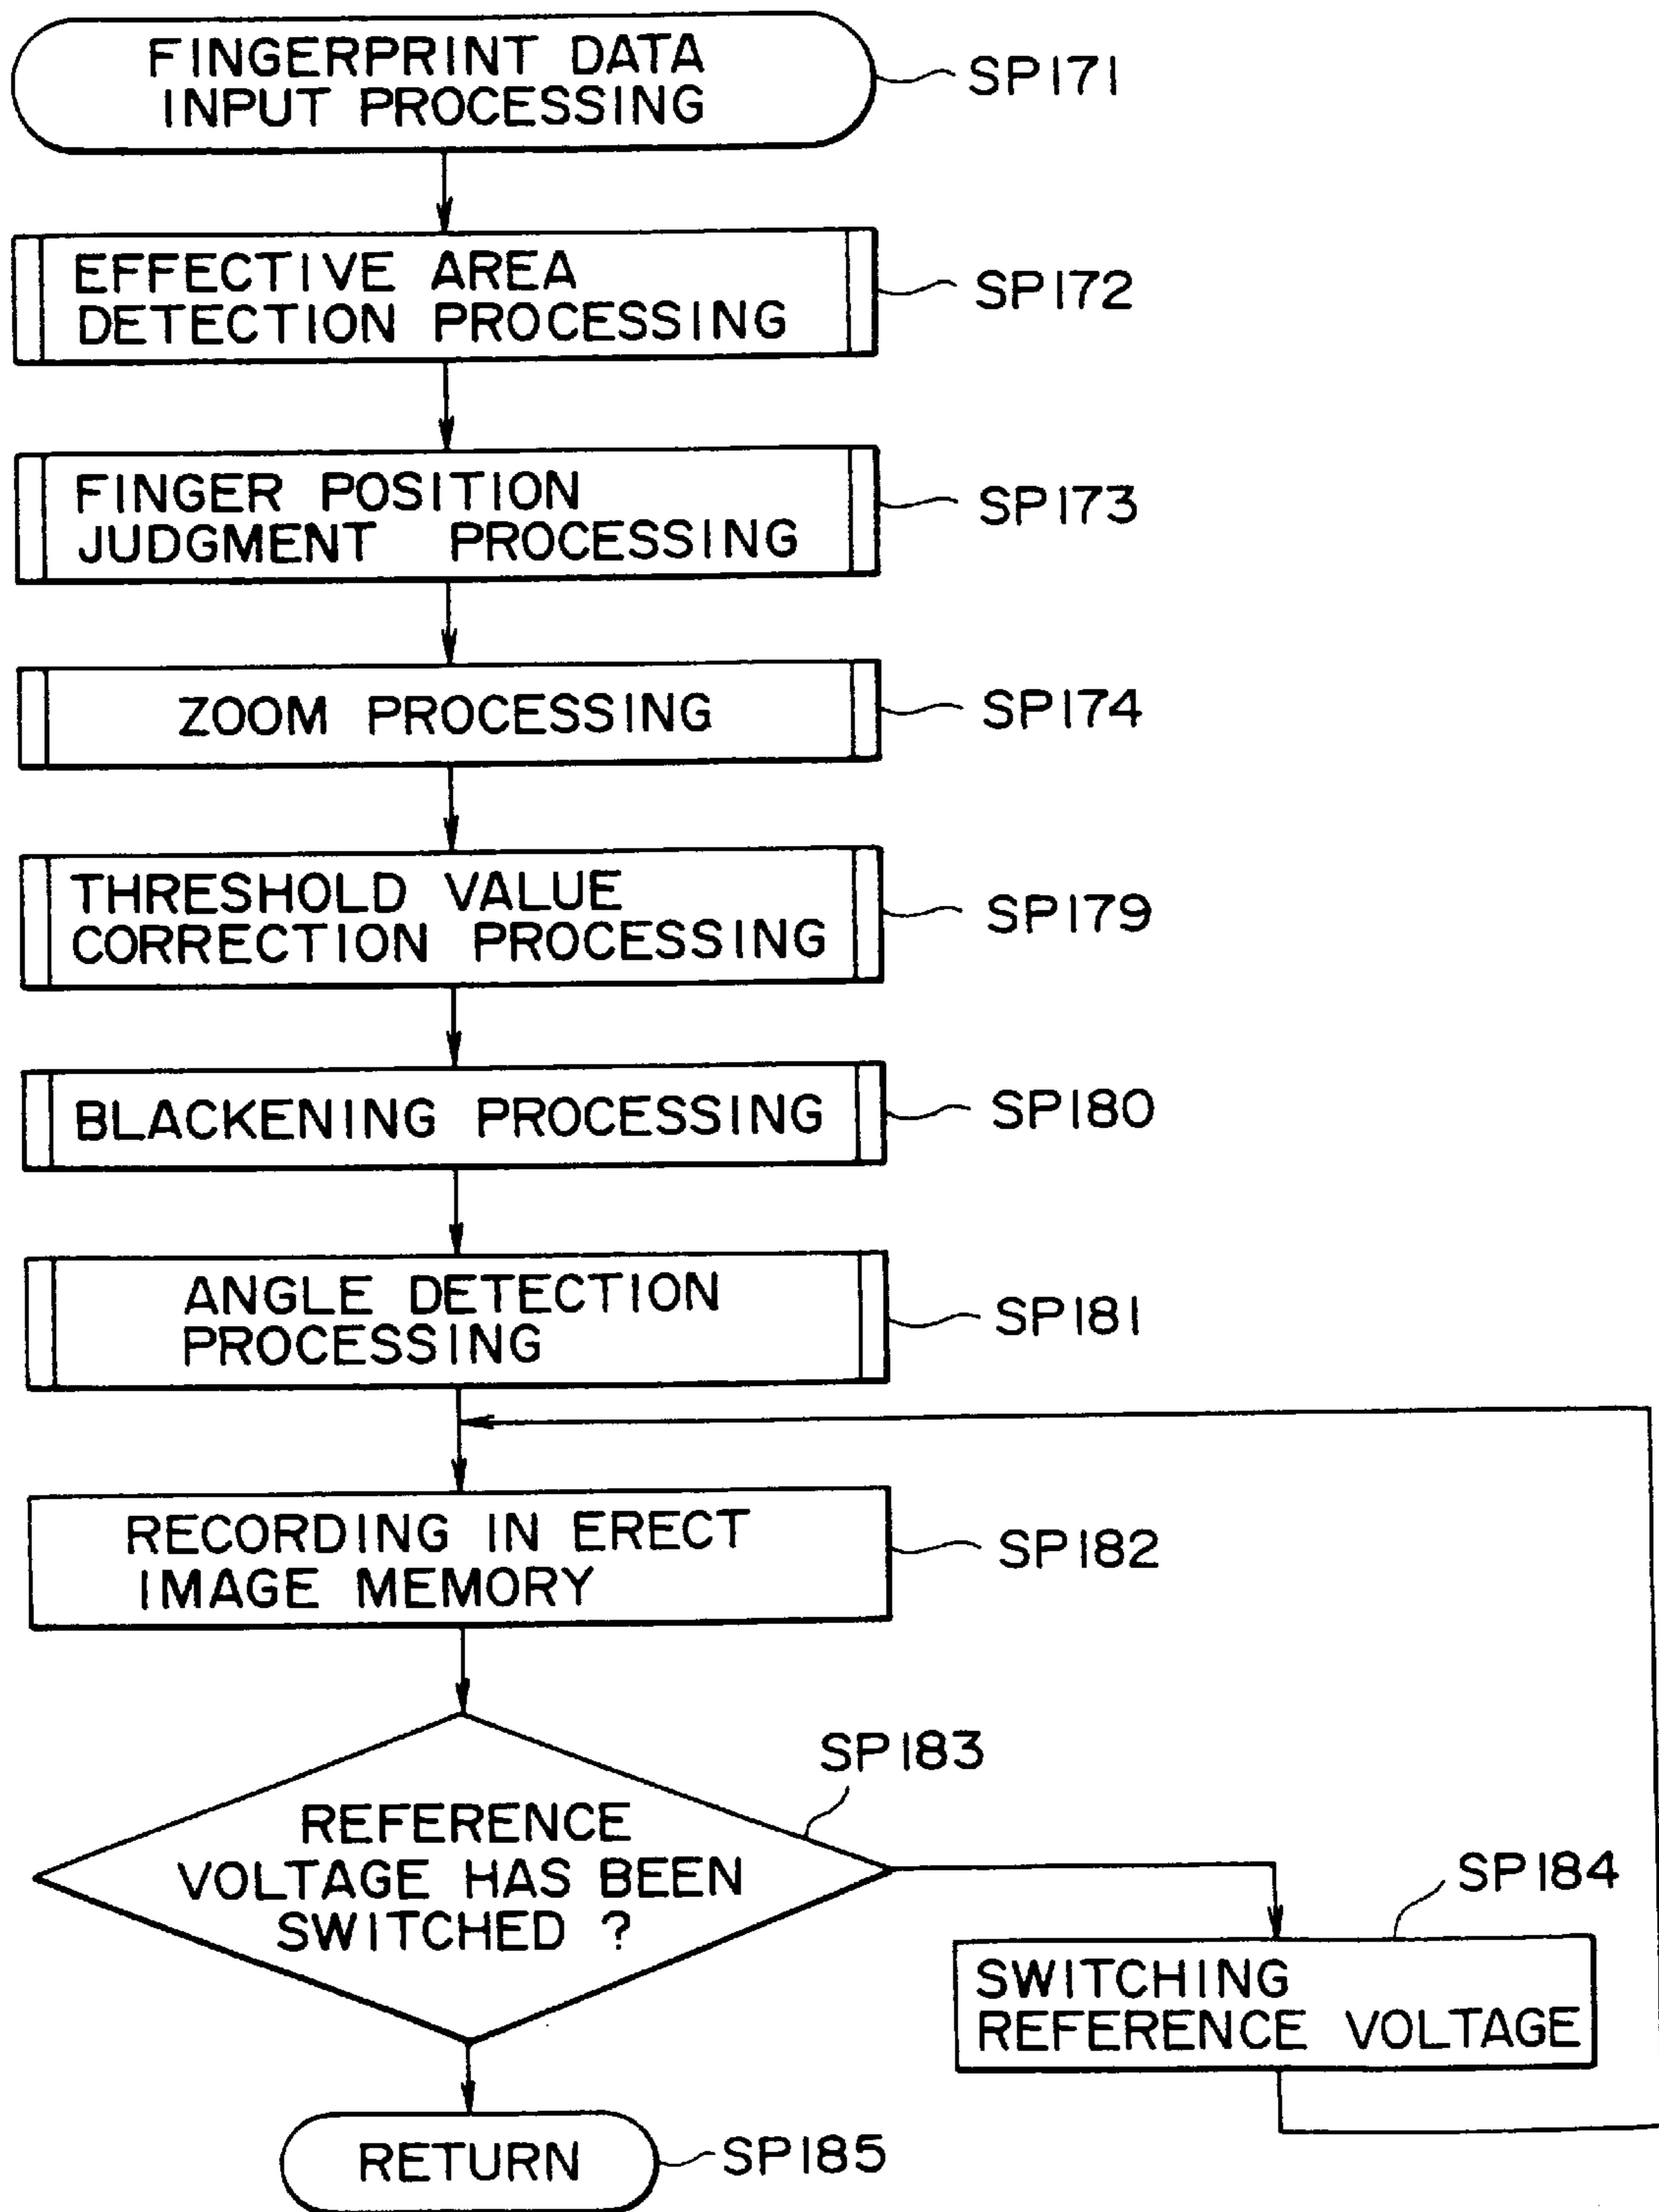 FINGERPRINT DATA
INPUT PROCESSING
SP171
EFFECTIVE AREA
DETECTION PROCESSING
SP172
FINGER POSITION
JUDGMENT PROCESSING
SP173
ZOOM PROCESSING
SP174
THRESHOLD VALUE
CORRECTION PROCESSING
SP179
BLACKENING PROCESSING
SP180
ANGLE DETECTION
PROCESSING
SP181
RECORDING IN ERECT
IMAGE MEMORY
SP182
SP183
REFERENCE
VOLTAGE HAS BEEN
SWITCHED ?
SP184
SWITCHING
REFERENCE VOLTAGE
RETURN
SP185